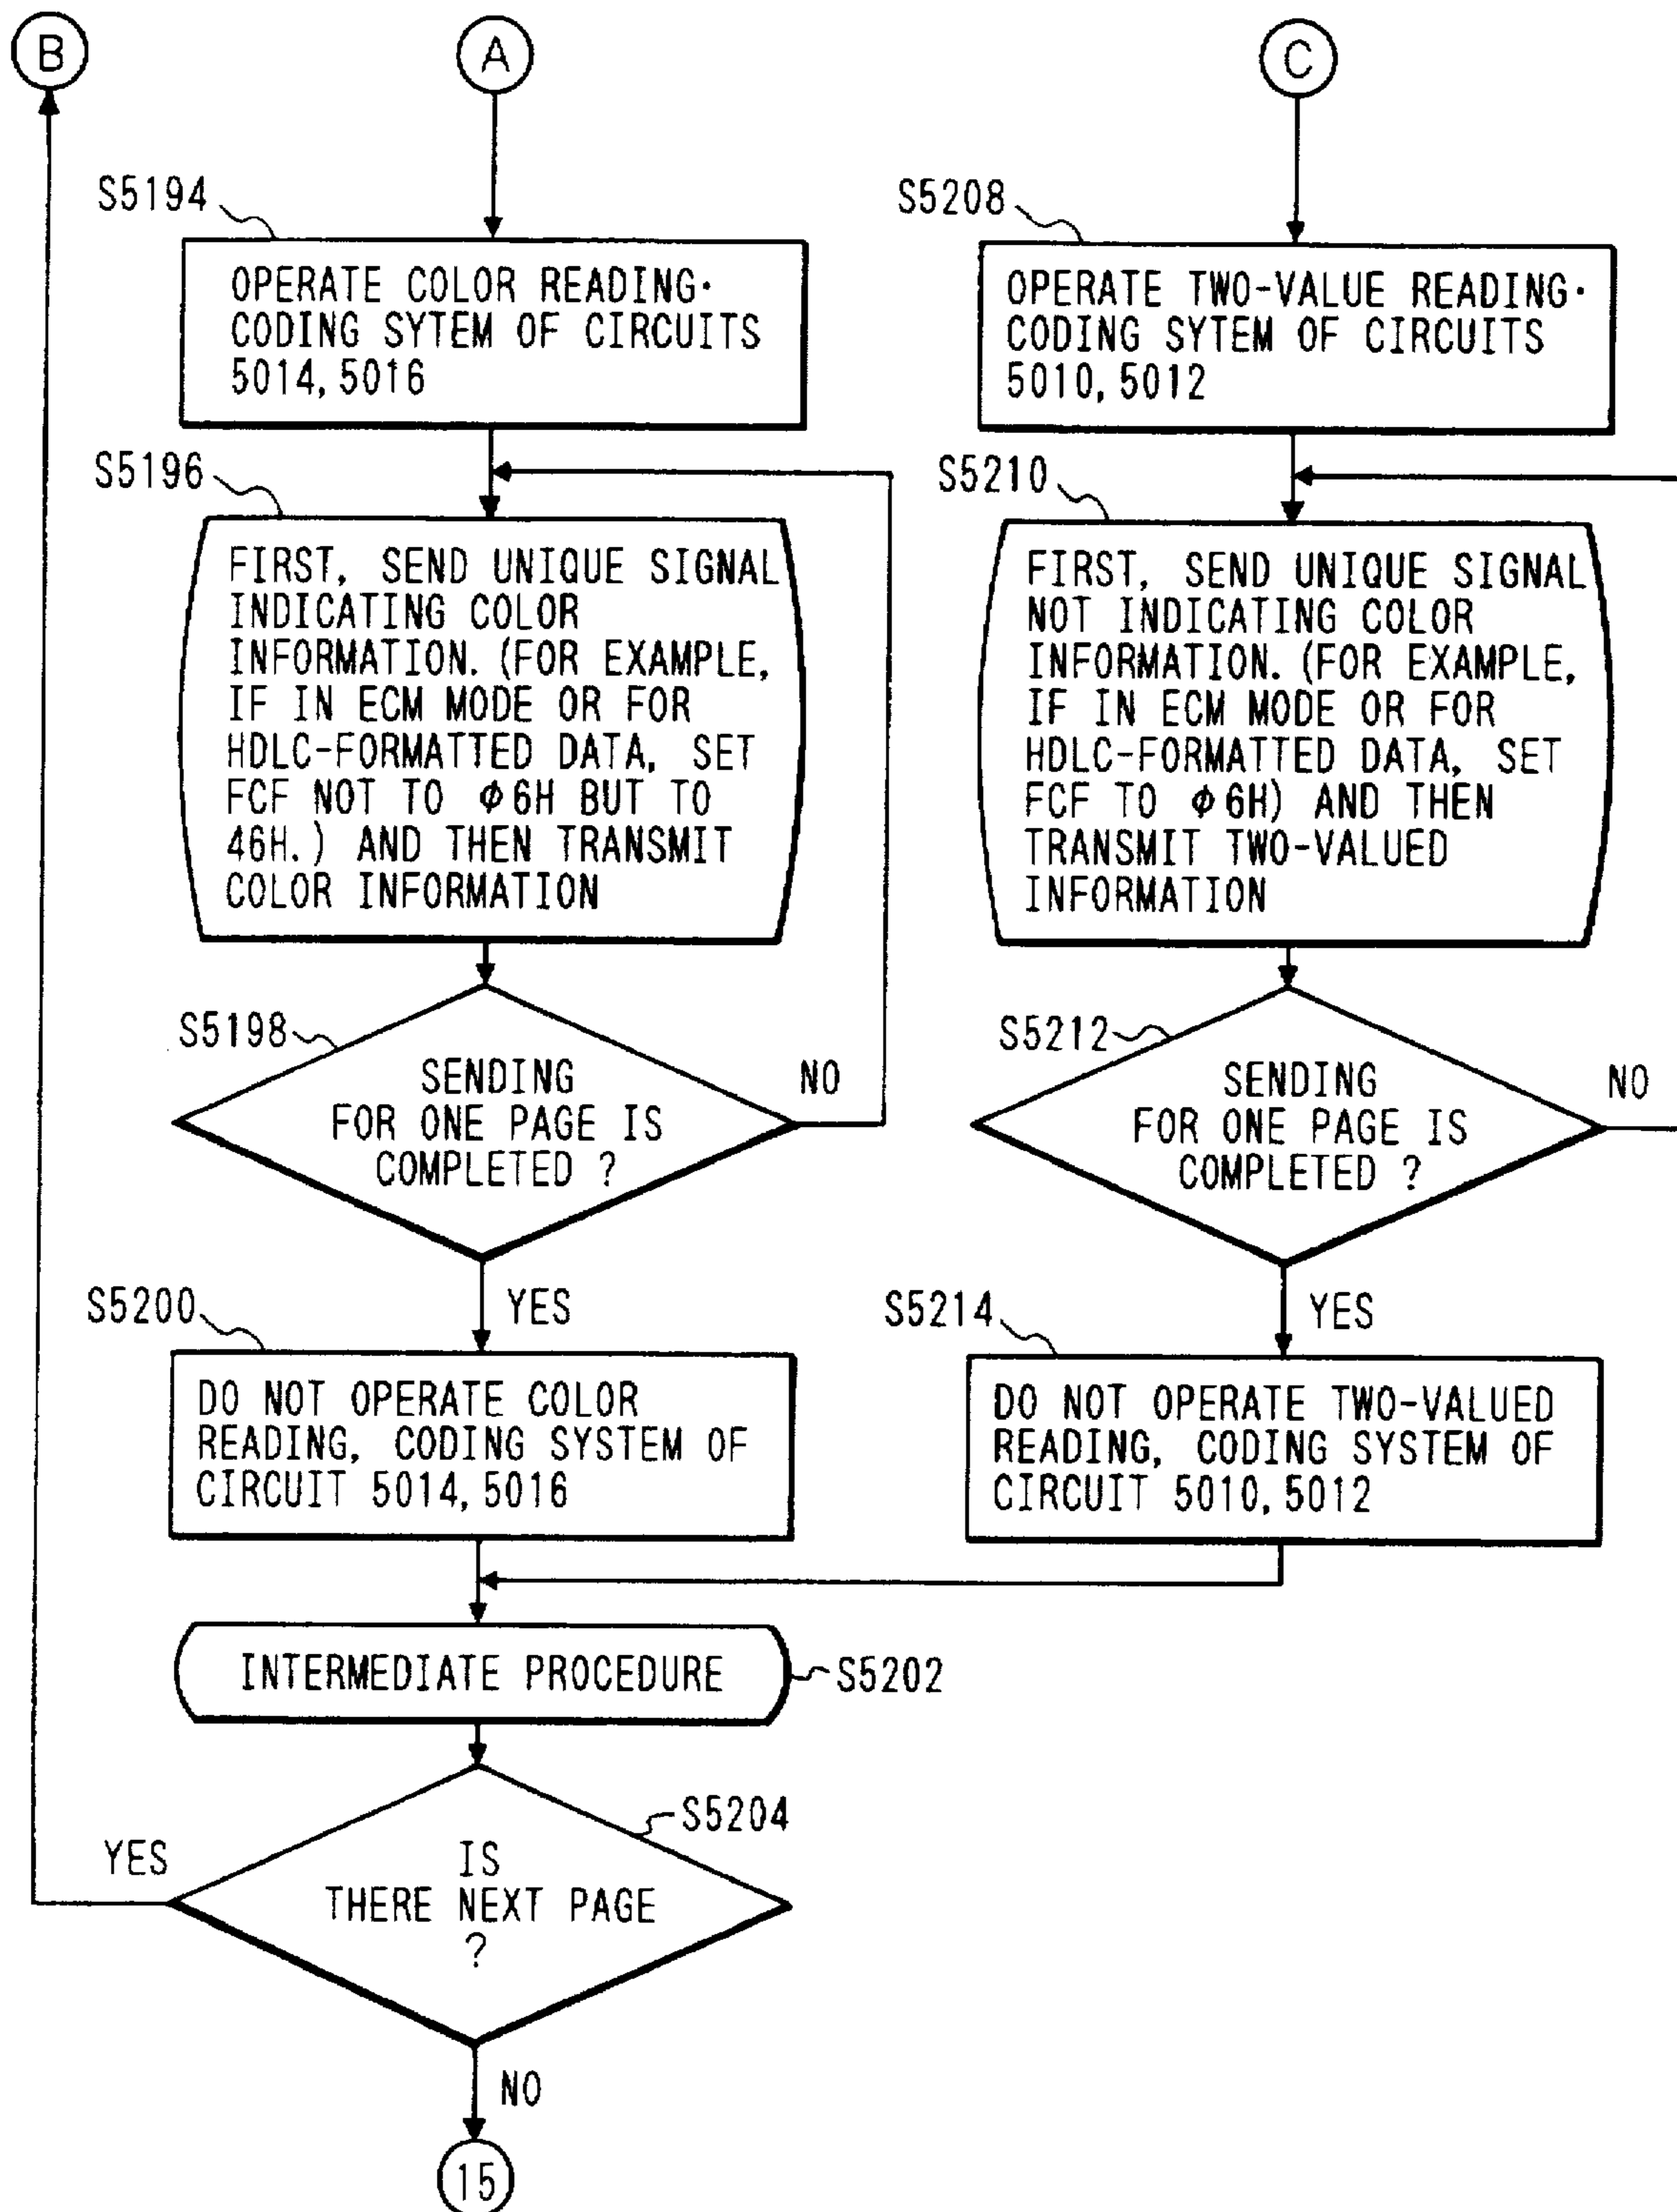 B
A
C
S5194
OPERATE COLOR READING·
CODING SYTEM OF CIRCUITS
5014, 5016
S5208
OPERATE TWO-VALUE READING·
CODING SYTEM OF CIRCUITS
5010, 5012
S5196
FIRST, SEND UNIQUE SIGNAL
INDICATING COLOR
INFORMATION. (FOR EXAMPLE,
IF IN ECM MODE OR FOR
HDLC-FORMATTED DATA, SET
FCF NOT TO φ6H BUT TO
46H.) AND THEN TRANSMIT
COLOR INFORMATION
S5210
FIRST, SEND UNIQUE SIGNAL
NOT INDICATING COLOR
INFORMATION. (FOR EXAMPLE,
IF IN ECM MODE OR FOR
HDLC-FORMATTED DATA, SET
FCF TO φ6H) AND THEN
TRANSMIT TWO-VALUED
INFORMATION
S5198
SENDING
FOR ONE PAGE IS
COMPLETED ?
NO
YES
S5212
SENDING
FOR ONE PAGE IS
COMPLETED ?
NO
YES
S5200
DO NOT OPERATE COLOR
READING, CODING SYSTEM OF
CIRCUIT 5014, 5016
S5214
DO NOT OPERATE TWO-VALUED
READING, CODING SYSTEM OF
CIRCUIT 5010, 5012
INTERMEDIATE PROCEDURE
S5202
S5204
YES
IS
THERE NEXT PAGE
?
NO
15